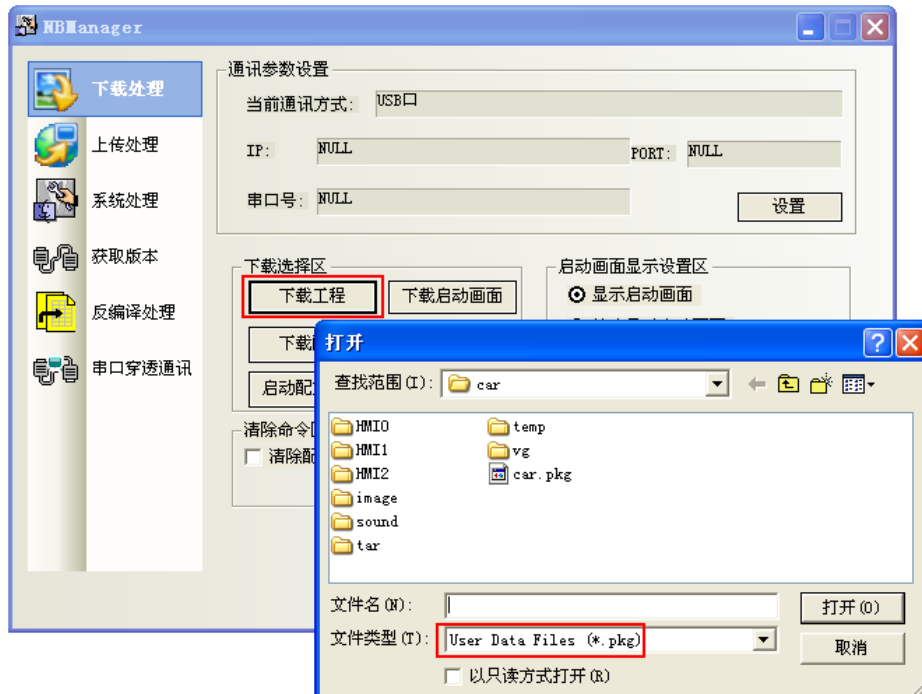 NBManager
下载处理
上传处理
系统处理
获取版本
反编译处理
串口穿透通讯
通讯参数设置
当前通讯方式: USB口
IP: NULL PORT: NULL
串口号: NULL
设置
下载选择区
下载工程 下载启动画面
下载
启动配
清除命令
清除配
启动画面显示设置区
显示启动画面
打开
查找范围(I): car
HMI0
HMI1
HMI2
image
sound
tar
temp
vg
car.pkg
文件名(N):
打开(O)
文件类型(T): User Data Files (*.pkg)
取消
以只读方式打开(R)